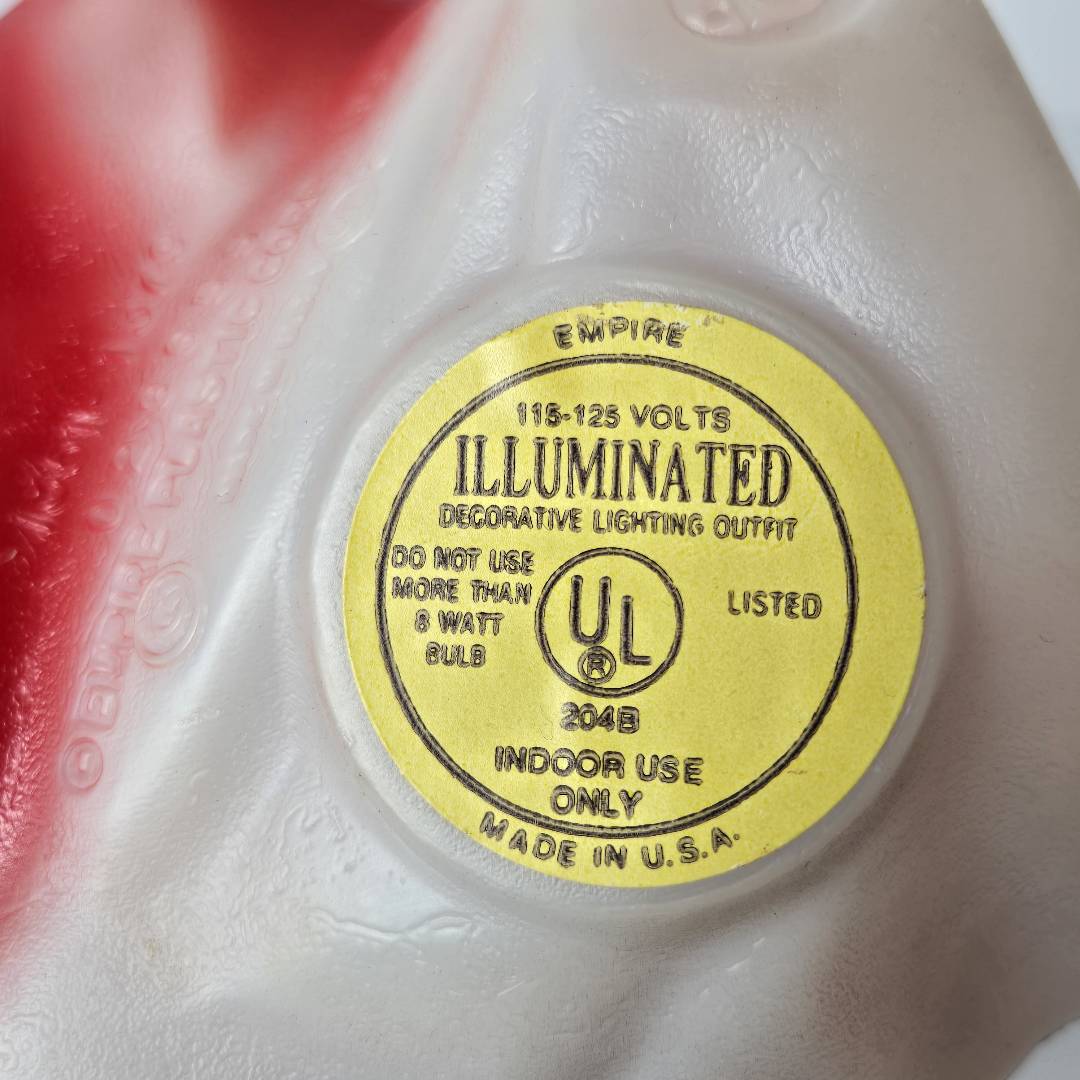 EMPIRE
115-125 VOLTS
ILLUMINATED
DECORATIVE LIGHTING OUTFIT
DO NOT USE
MORE THAN
8 WATT
BULB
UL
®
LISTED
204B
INDOOR USE
ONLY
MADE IN U.S.A.
© EMPIRE